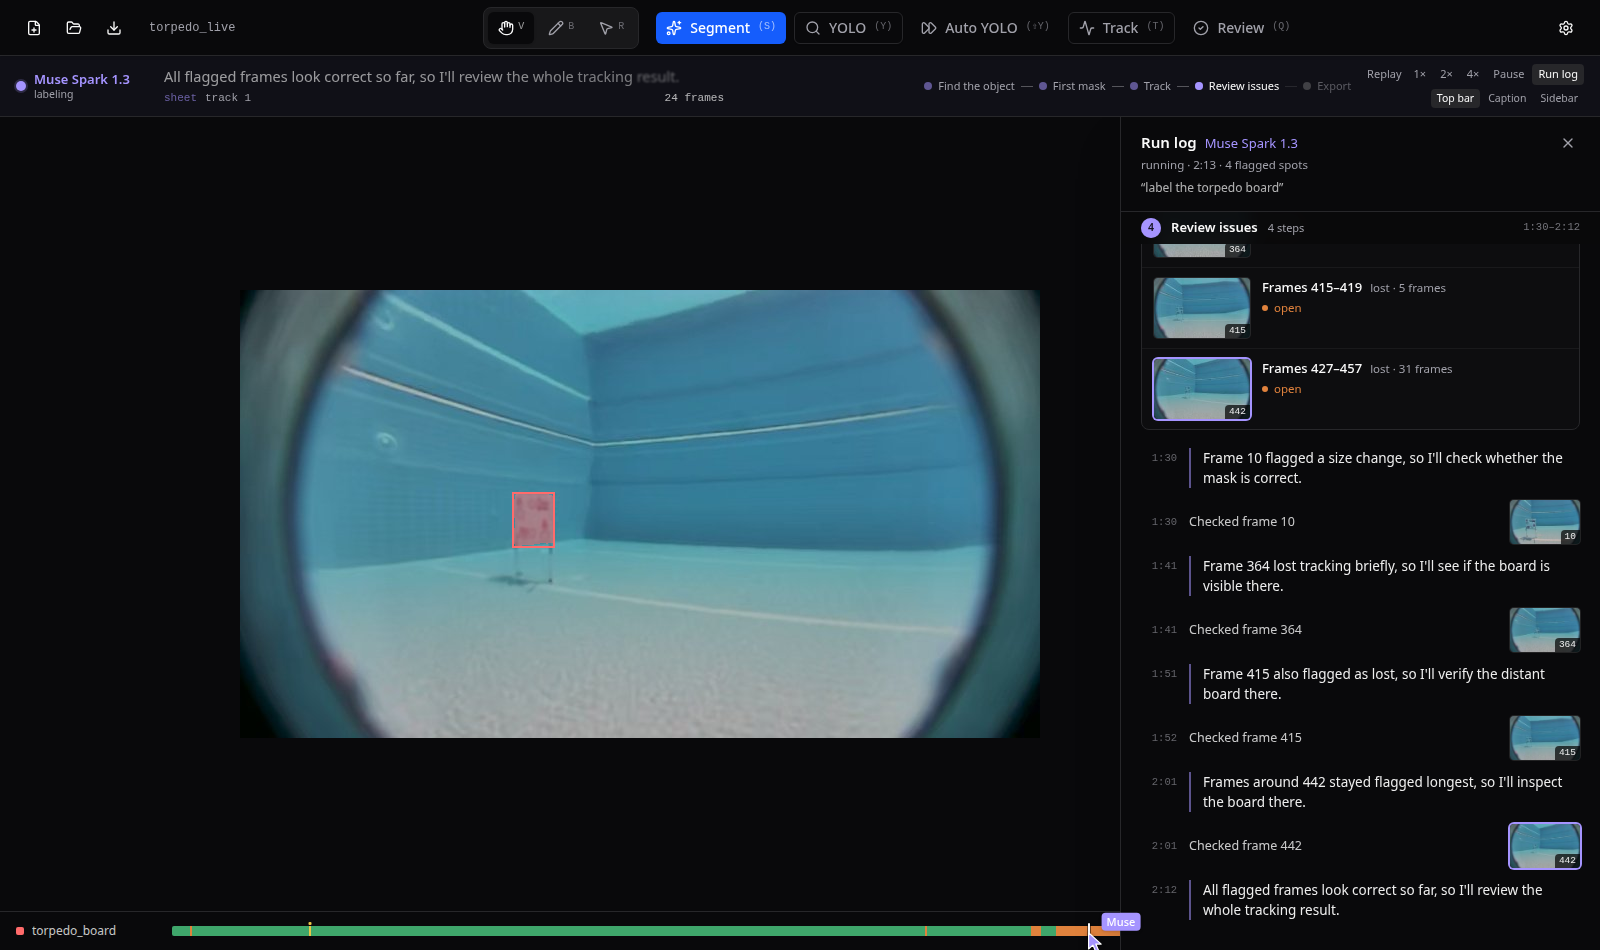 torpedo_live
V
B
R
Segment (S)
YOLO (Y)
Auto YOLO (⇧Y)
Track (T)
Review (Q)
Muse Spark 1.3
labeling
All flagged frames look correct so far, so I'll review the whole tracking result.
sheet track 1
24 frames
Find the object
First mask
Track
Review issues
Export
Replay 1× 2× 4× Pause Run log
Top bar Caption Sidebar
Run log Muse Spark 1.3
running · 2:13 · 4 flagged spots
“label the torpedo board”
4 Review issues 4 steps 1:30–2:12
364
Frames 415–419 lost · 5 frames
open
415
Frames 427–457 lost · 31 frames
open
442
1:30 Frame 10 flagged a size change, so I'll check whether the
mask is correct.
1:30 Checked frame 10
10
1:41 Frame 364 lost tracking briefly, so I'll see if the board is
visible there.
1:41 Checked frame 364
364
1:51 Frame 415 also flagged as lost, so I'll verify the distant
board there.
1:52 Checked frame 415
415
2:01 Frames around 442 stayed flagged longest, so I'll inspect
the board there.
2:01 Checked frame 442
442
2:12 All flagged frames look correct so far, so I'll review the
whole tracking result.
torpedo_board
Muse